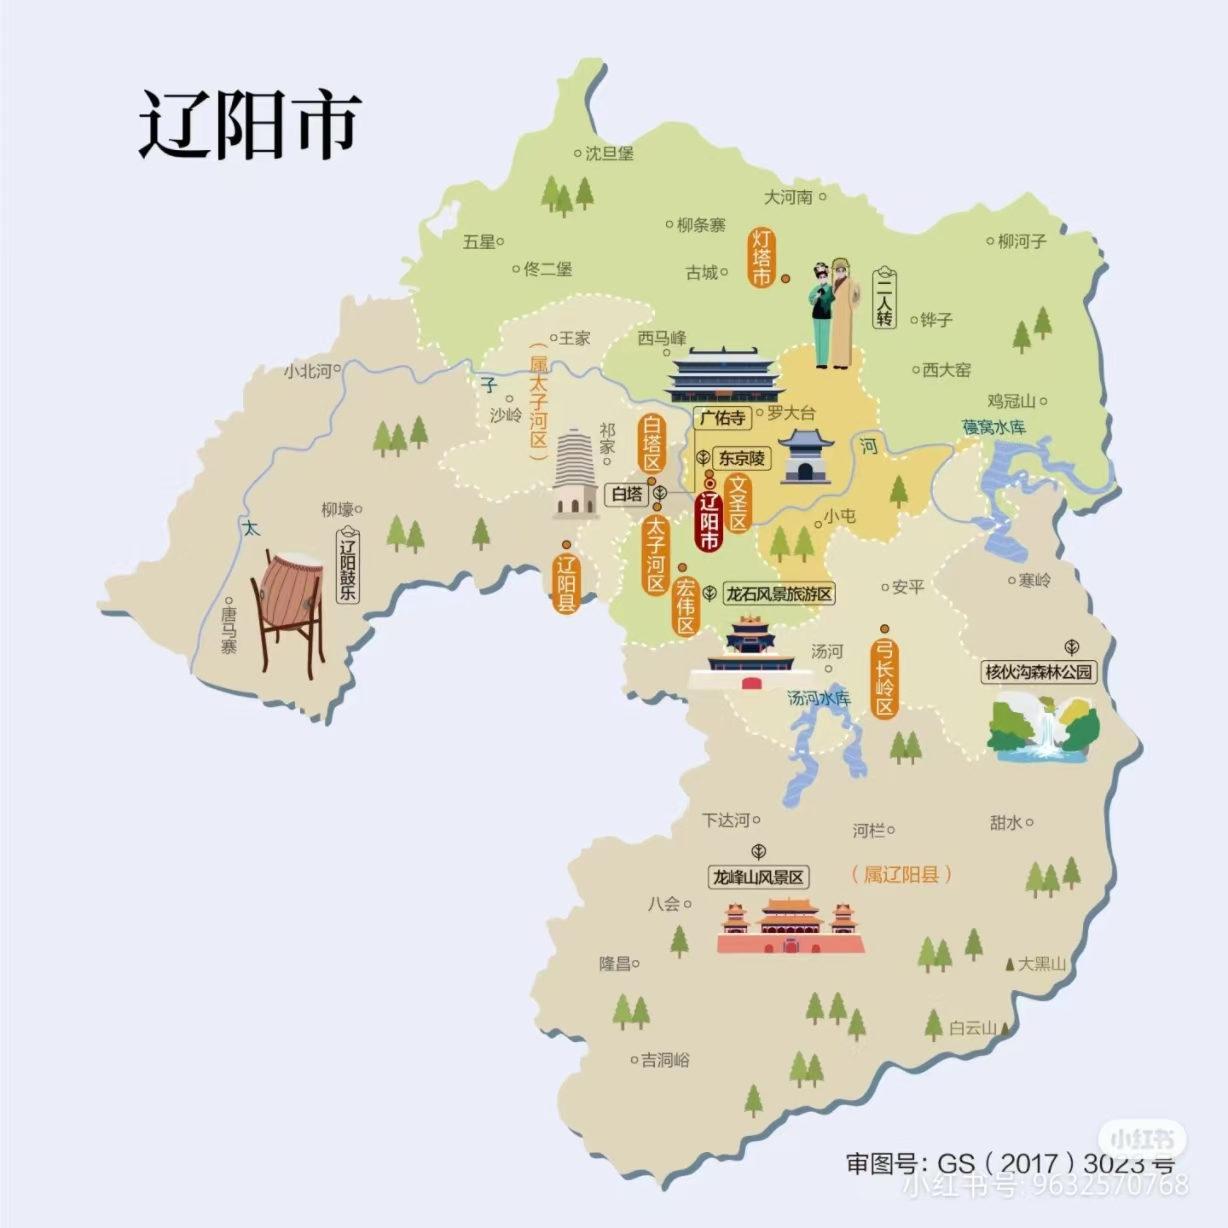 辽阳市
沈旦堡
大河南
柳条寨
灯塔市
五星
佟二堡
古城
柳河子
二人转
铧子
王家
西马峰
小北河
(属太子河区)
子
沙岭
西大窑
鸡冠山
葠窝水库
广佑寺
罗大台
白塔区
祁家
河
东京陵
白塔
文圣区
辽阳市
柳壕
太
小屯
辽阳鼓乐
太子河区
辽阳县
宏伟区
龙石风景旅游区
安平
寒岭
唐马寨
汤河
弓长岭区
核伙沟森林公园
汤河水库
下达河
河栏
甜水
龙峰山风景区
(属辽阳县)
八会
隆昌
大黑山
白云山
吉洞峪
小红书
审图号：GS(2017)3023号
小红书号: 9632570768